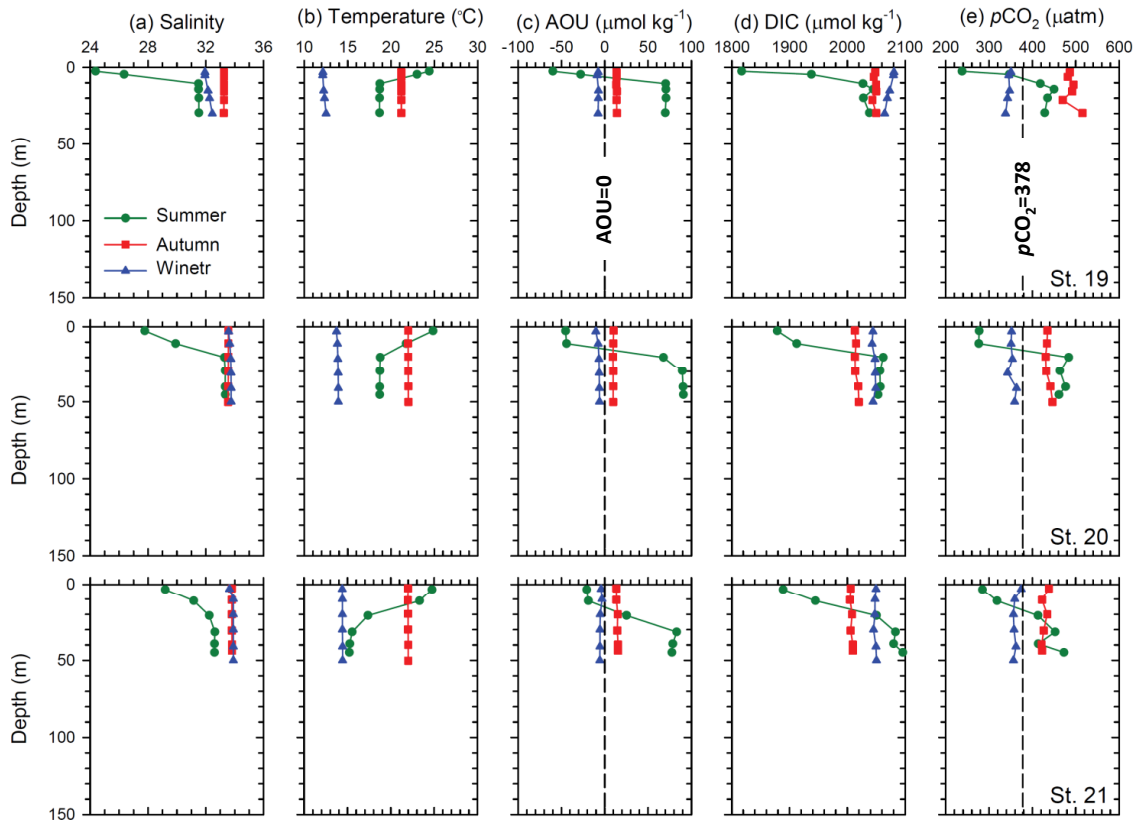 (a) Salinity (b) Temperature (°C) (c) AOU (μmol kg⁻¹) (d) DIC (μmol kg⁻¹) (e) pCO₂ (μatm)
24 28 32 36 10 15 20 25 30 -100 -50 0 50 100 1800 1900 2000 2100 200 300 400 500 600
0
50
100
150
Depth (m)
Summer
Autumn
Winetr
AOU=0
pCO₂=378
St. 19
0
50
100
150
Depth (m)
St. 20
0
50
100
150
Depth (m)
St. 21